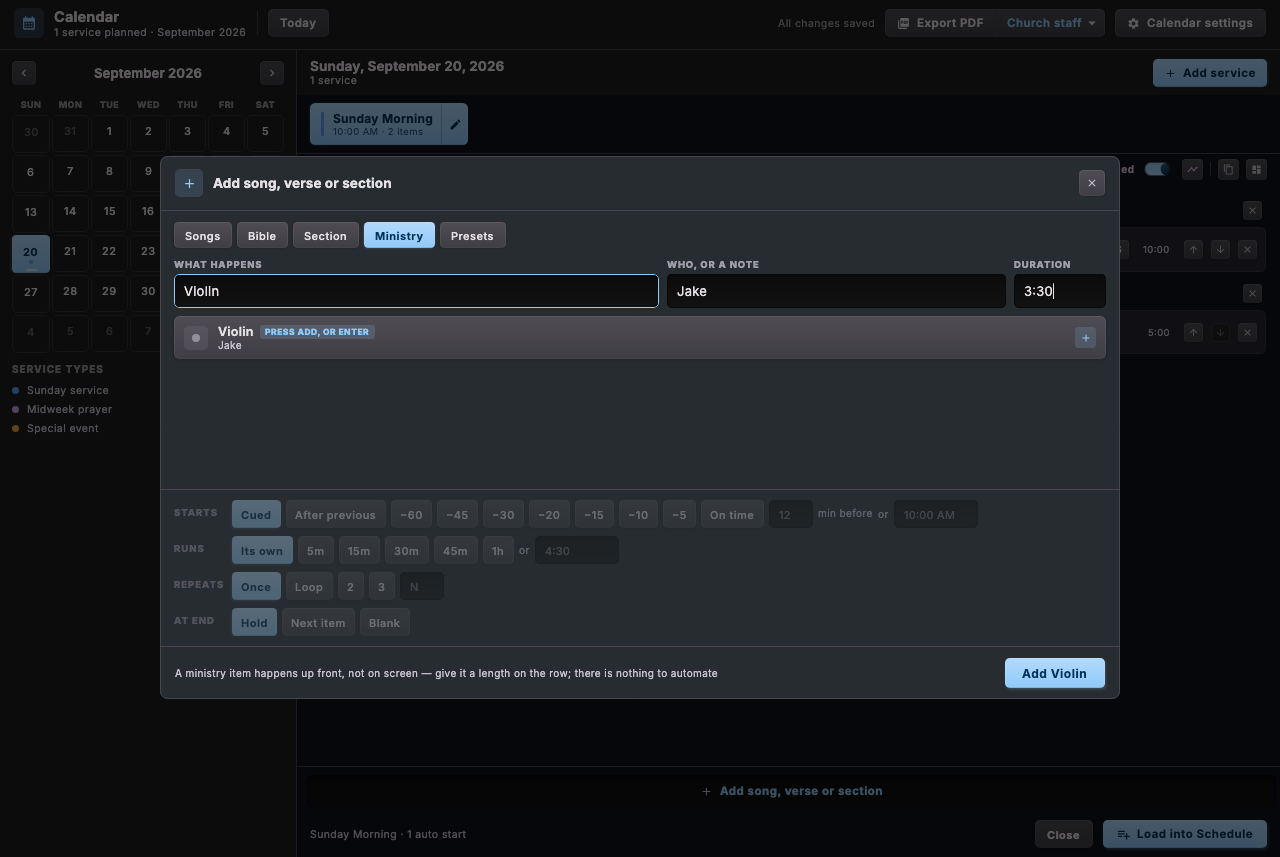 Calendar
1 service planned · September 2026
Today
All changes saved
Export PDF
Church staff
Calendar settings
September 2026
SUN MON TUE WED THU FRI SAT
30 31 1 2 3 4 5
6 7 8 9
13 14 15 16
20 21 22 23
27 28 29 30
4 5 6 7
SERVICE TYPES
Sunday service
Midweek prayer
Special event
Sunday, September 20, 2026
1 service
+ Add service
Sunday Morning
10:00 AM · 2 items
ed
10:00
5:00
Add song, verse or section
Songs Bible Section Ministry Presets
WHAT HAPPENS WHO, OR A NOTE DURATION
Violin Jake 3:30
Violin PRESS ADD, OR ENTER
Jake
STARTS Cued After previous −60 −45 −30 −20 −15 −10 −5 On time 12 min before or 10:00 AM
RUNS Its own 5m 15m 30m 45m 1h or 4:30
REPEATS Once Loop 2 3 N
AT END Hold Next item Blank
A ministry item happens up front, not on screen — give it a length on the row; there is nothing to automate
Add Violin
+ Add song, verse or section
Sunday Morning · 1 auto start
Close
Load into Schedule